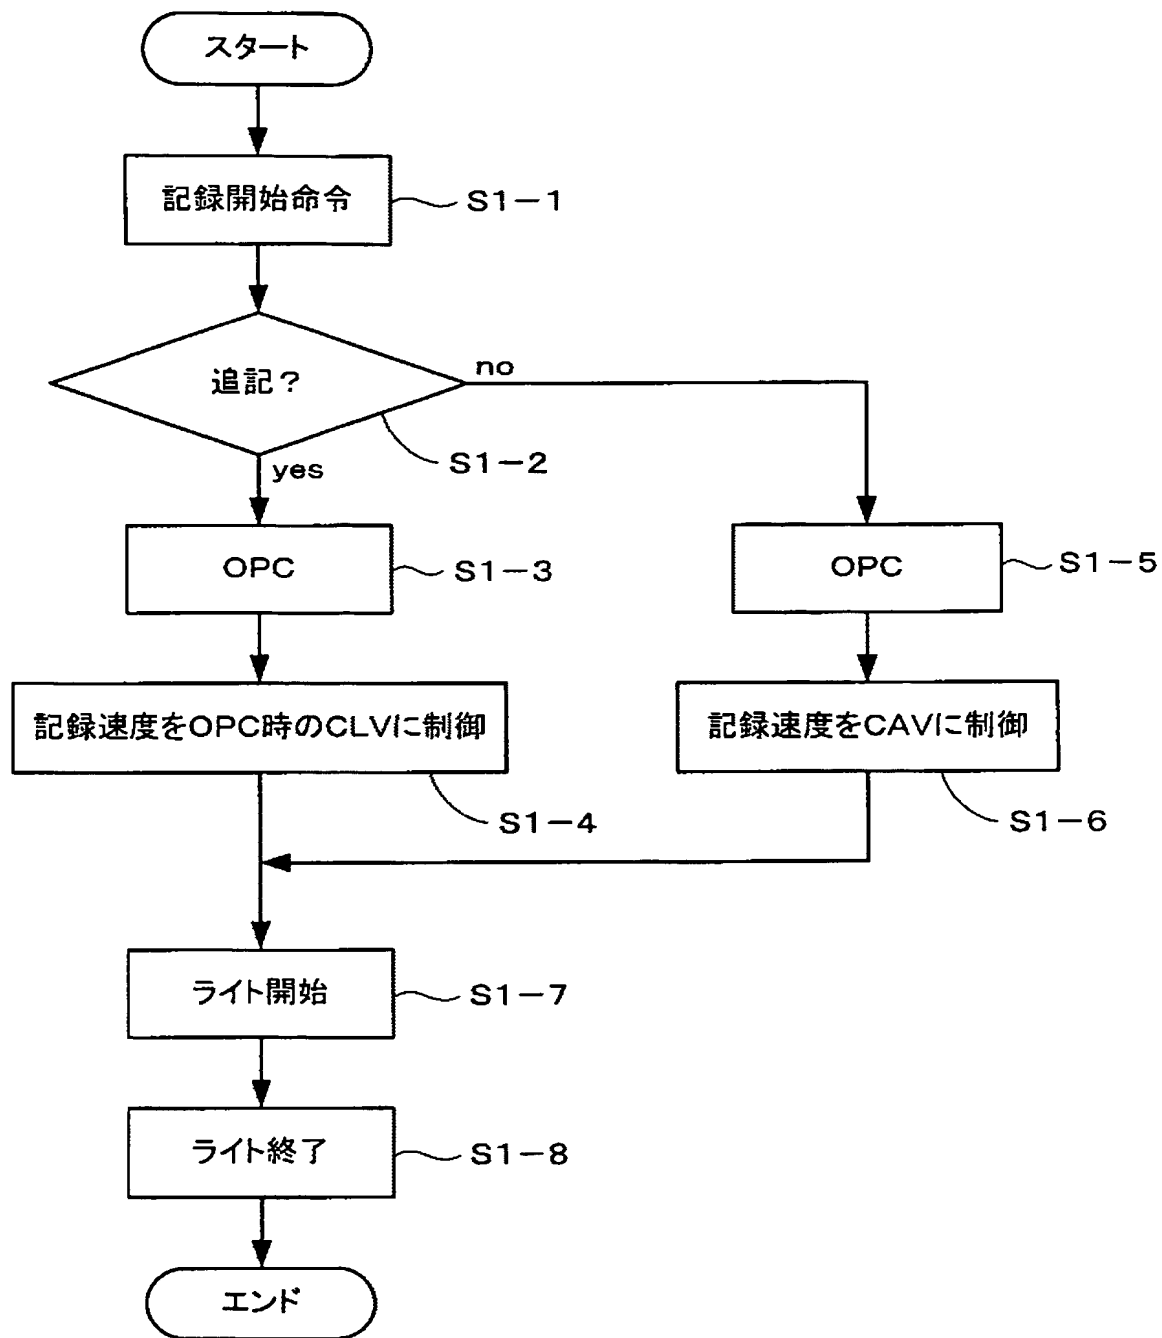 スタート
記録開始命令
S1-1
追記?
no
S1-2
yes
OPC
S1-3
OPC
S1-5
記録速度をOPC時のCLVに制御
S1-4
記録速度をCAVに制御
S1-6
ライト開始
S1-7
ライト終了
S1-8
エンド